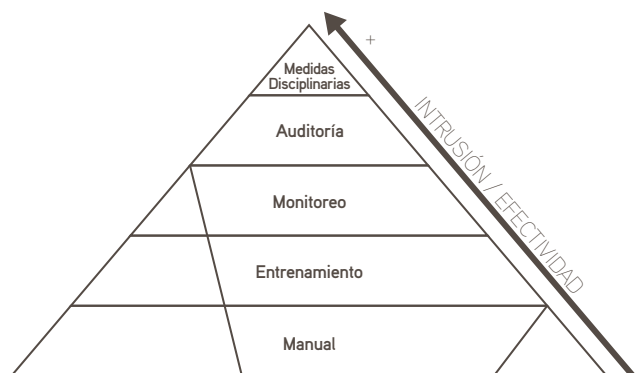 +
Medidas
Disciplinarias
Auditoría
INTRUSIÓN / EFECTIVIDAD
Monitoreo
Entrenamiento
Manual